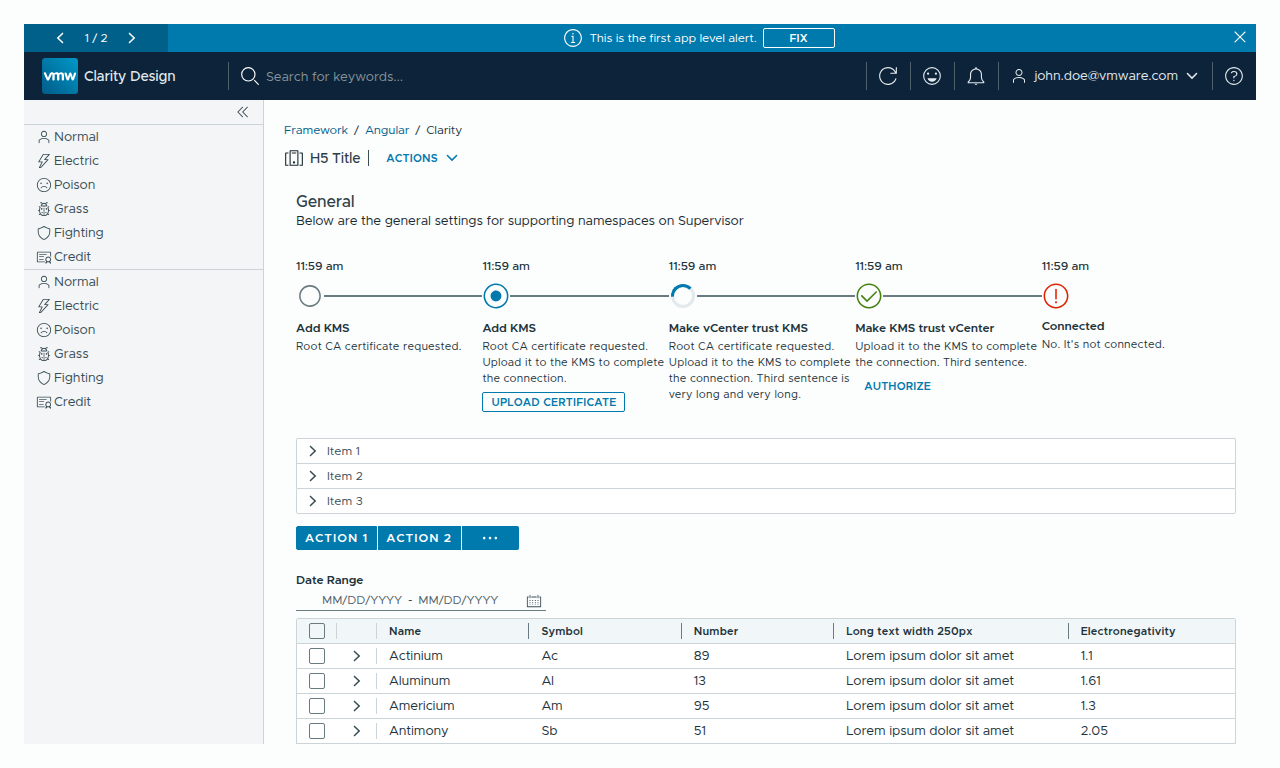 1 / 2
This is the first app level alert.
FIX
vmw
Clarity Design
Search for keywords...
john.doe@vmware.com
Normal
Electric
Poison
Grass
Fighting
Credit
Normal
Electric
Poison
Grass
Fighting
Credit
Framework / Angular / Clarity
H5 Title
ACTIONS
General
Below are the general settings for supporting namespaces on Supervisor
11:59 am
Add KMS
Root CA certificate requested.
11:59 am
Add KMS
Root CA certificate requested.
Upload it to the KMS to complete
the connection.
UPLOAD CERTIFICATE
11:59 am
Make vCenter trust KMS
Root CA certificate requested.
Upload it to the KMS to complete
the connection. Third sentence is
very long and very long.
11:59 am
Make KMS trust vCenter
Upload it to the KMS to complete
the connection. Third sentence.
AUTHORIZE
11:59 am
Connected
No. It's not connected.
Item 1
Item 2
Item 3
ACTION 1 ACTION 2 ...
Date Range
MM/DD/YYYY - MM/DD/YYYY
Name Symbol Number Long text width 250px Electronegativity
Actinium Ac 89 Lorem ipsum dolor sit amet 1.1
Aluminum Al 13 Lorem ipsum dolor sit amet 1.61
Americium Am 95 Lorem ipsum dolor sit amet 1.3
Antimony Sb 51 Lorem ipsum dolor sit amet 2.05